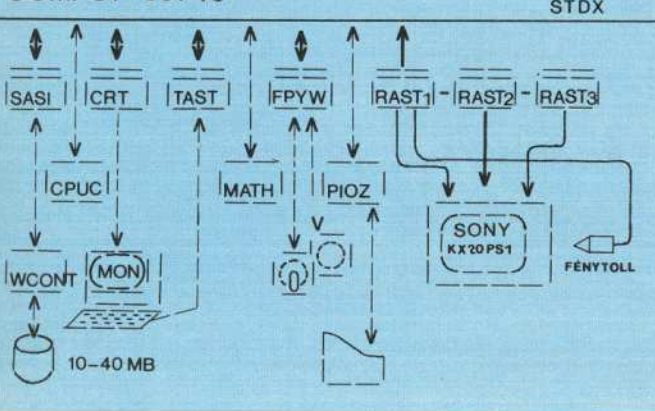 STDX
SASI CRT TAST FPYW RAST1 - RAST2 - RAST3
CPUC MATH PIOZ
SONY
KX20PS1
FÉNYTOLL
V
WCONT MON
10-40 MB